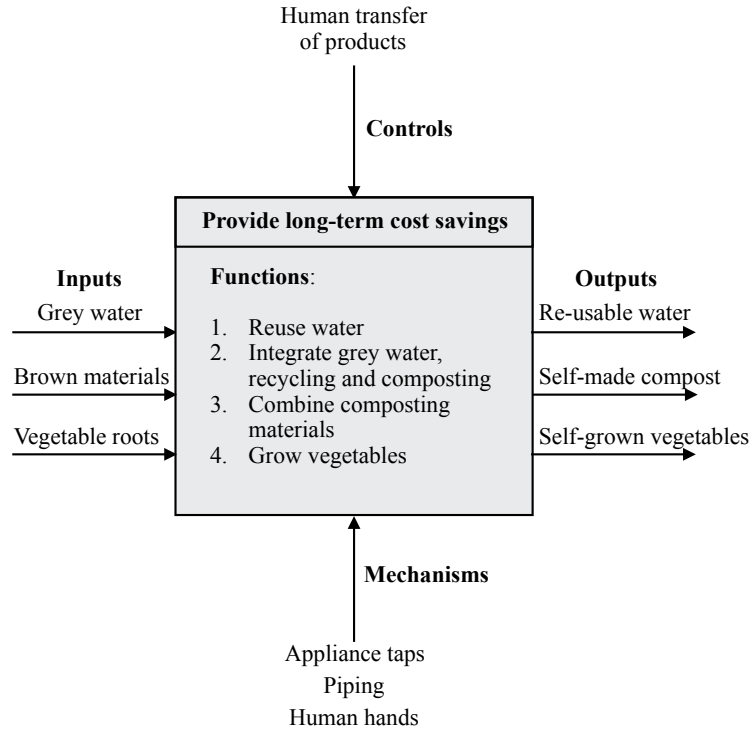 Human transfer
of products
Controls
Provide long-term cost savings
Inputs
Grey water
Brown materials
Vegetable roots
Functions:
1. Reuse water
2. Integrate grey water,
recycling and composting
3. Combine composting
materials
4. Grow vegetables
Outputs
Re-usable water
Self-made compost
Self-grown vegetables
Mechanisms
Appliance taps
Piping
Human hands